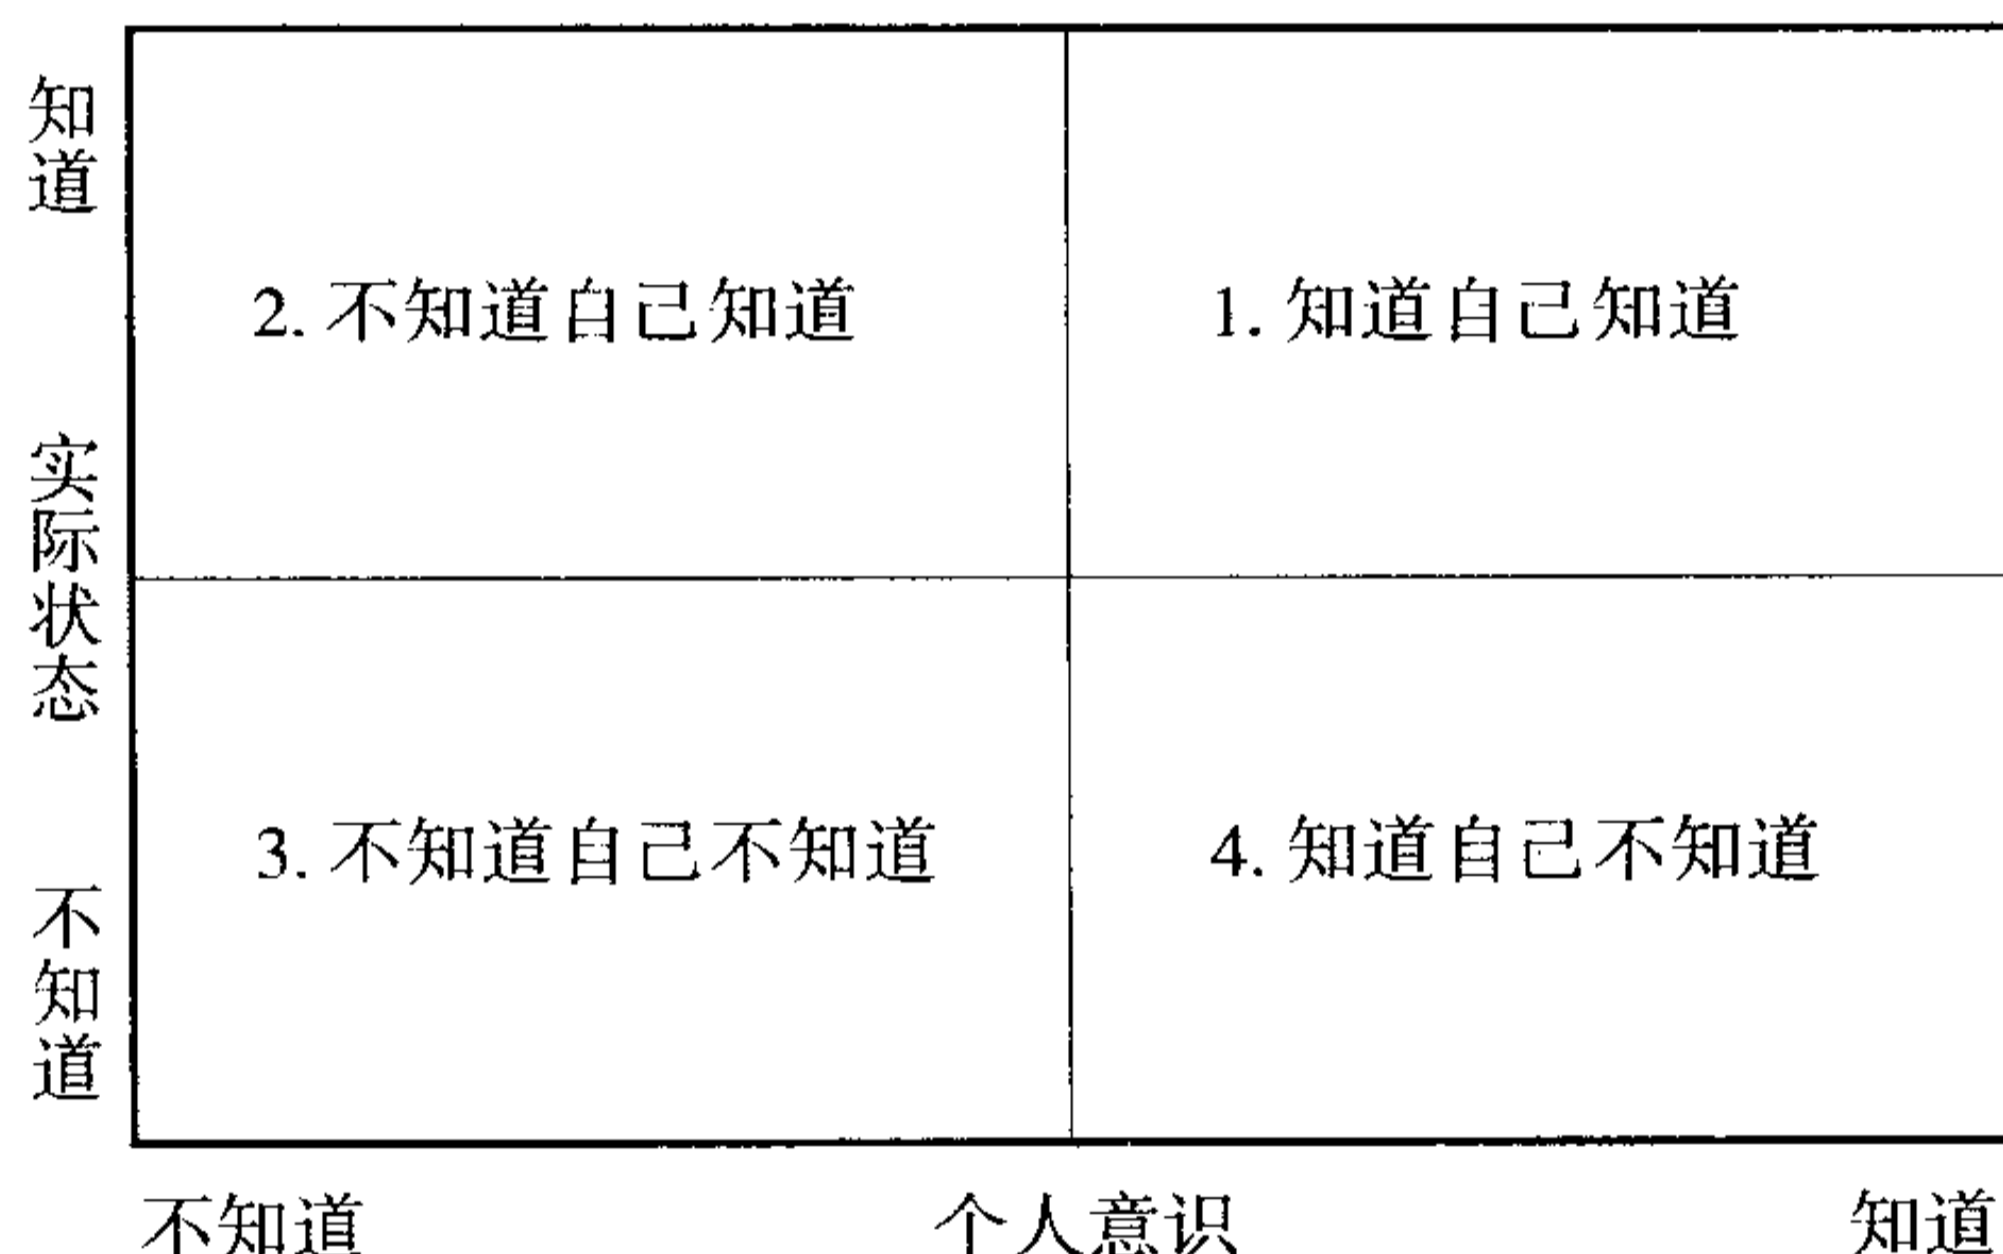 知道
实际状态
不知道
2. 不知道自己知道
1. 知道自己知道
3. 不知道自己不知道
4. 知道自己不知道
不知道
个人意识
知道